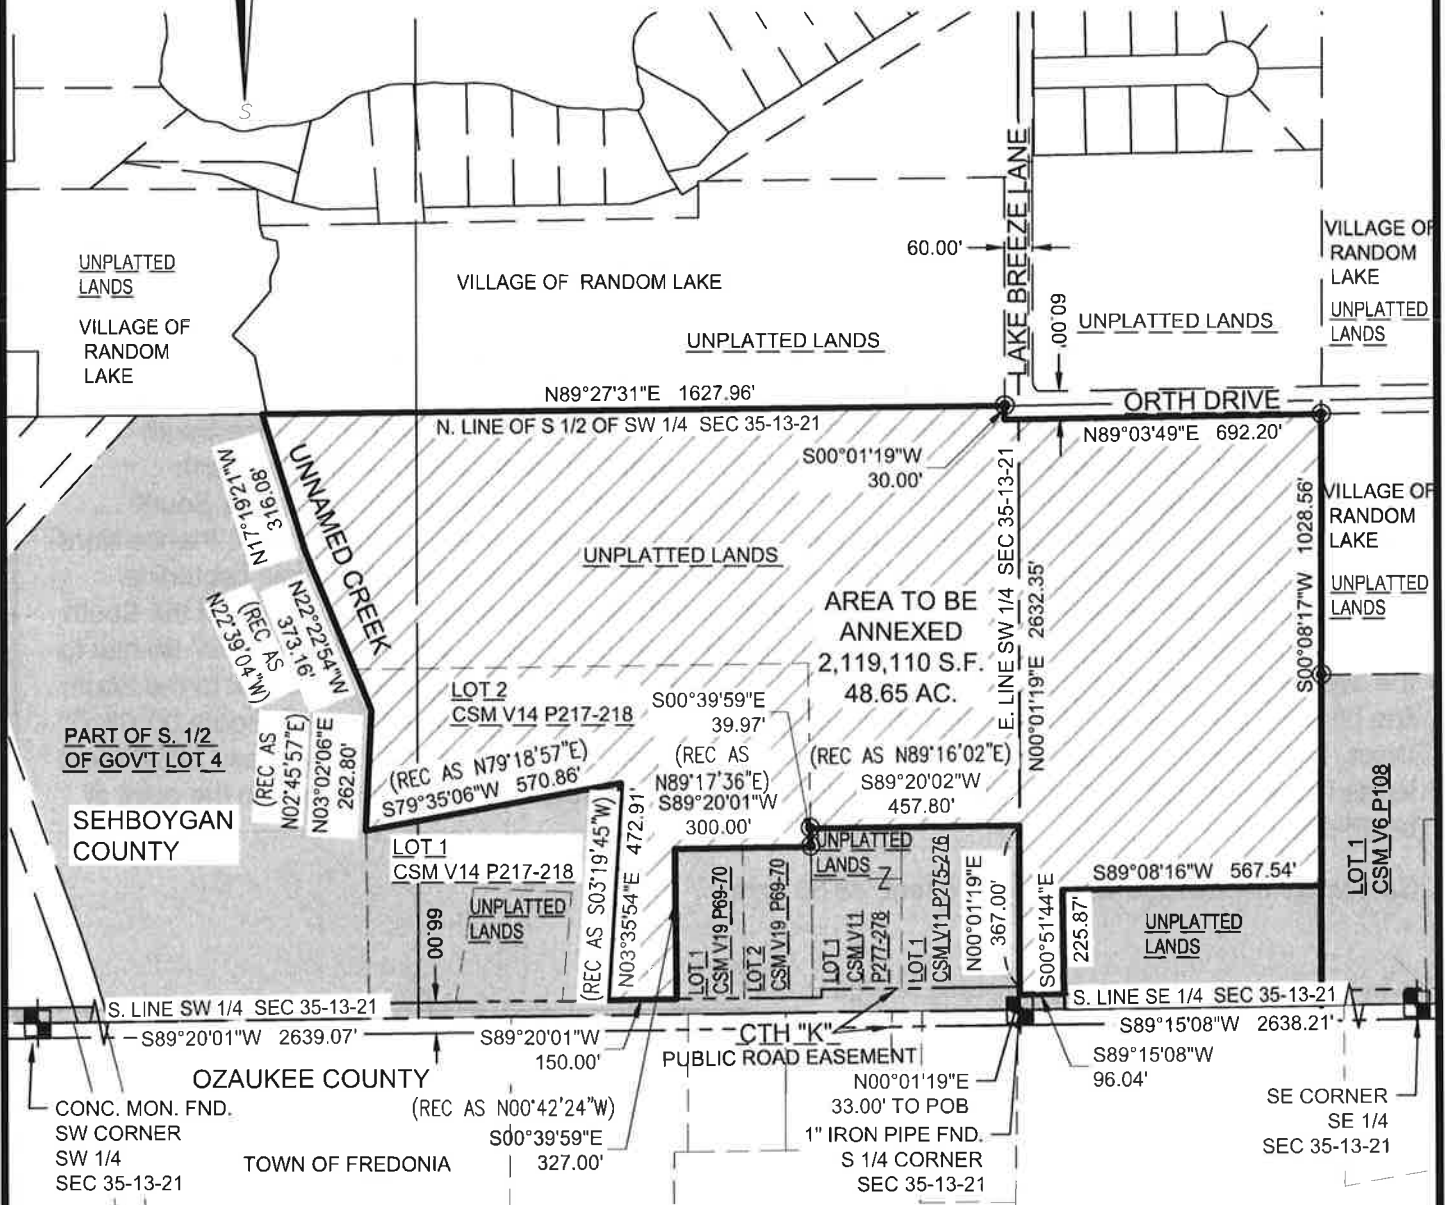 S
LAKE BREEZE LANE
60.00'
60.00'
UNPLATTED
LANDS
VILLAGE OF
RANDOM
LAKE
VILLAGE OF RANDOM LAKE
UNPLATTED LANDS
UNPLATTED LANDS
VILLAGE OF
RANDOM
LAKE
UNPLATTED
LANDS
N89°27'31"E 1627.96'
N. LINE OF S 1/2 OF SW 1/4 SEC 35-13-21
ORTH DRIVE
N89°03'49"E 692.20'
S00°01'19"W
30.00'
UNNAMED CREEK
N17°19'21"W
316.08'
N22°22'54"W
373.16'
(REC AS
N22°39'04"W)
UNPLATTED LANDS
AREA TO BE
ANNEXED
2,119,110 S.F.
48.65 AC.
E. LINE SW 1/4 SEC 35-13-21
N00°01'19"E 2632.35'
S00°08'17"W 1028.56'
VILLAGE OF
RANDOM
LAKE
UNPLATTED
LANDS
LOT 2
CSM V14 P217-218
S00°39'59"E
39.97'
(REC AS
N89°17'36"E)
S89°20'01"W
300.00'
(REC AS N89°16'02"E)
S89°20'02"W
457.80'
PART OF S. 1/2
OF GOV'T LOT 4
(REC AS
N02°45'57"E)
N03°02'06"E
262.80'
(REC AS N79°18'57"E)
S79°35'06"W 570.86'
SEHBOYGAN
COUNTY
LOT 1
CSM V14 P217-218
UNPLATTED
LANDS
66.00'
(REC AS S03°19'45"W)
N03°35'54"E 472.91'
LOT 1
CSM V19 P69-70
LOT 2
CSM V19 P69-70
UNPLATTED
LANDS
Z
LOT 1
CSM V11
P277-278
LOT 1
CSM V11 P275-276
N00°01'19"E
367.00'
S00°51'44"E
225.87'
S89°08'16"W 567.54'
UNPLATTED
LANDS
LOT 1
CSM V6 P108
S. LINE SW 1/4 SEC 35-13-21
S89°20'01"W 2639.07'
S89°20'01"W
150.00'
CTH "K"
PUBLIC ROAD EASEMENT
S. LINE SE 1/4 SEC 35-13-21
S89°15'08"W 2638.21'
S89°15'08"W
96.04'
OZAUKEE COUNTY
(REC AS N00°42'24"W)
S00°39'59"E
327.00'
N00°01'19"E
33.00' TO POB
1" IRON PIPE FND.
S 1/4 CORNER
SEC 35-13-21
CONC. MON. FND.
SW CORNER
SW 1/4
SEC 35-13-21
TOWN OF FREDONIA
SE CORNER
SE 1/4
SEC 35-13-21